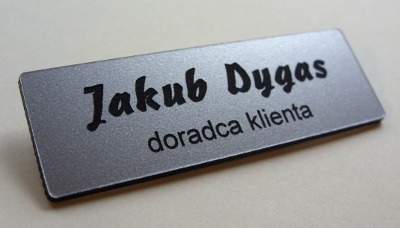 Jakub Dygas
doradca klienta